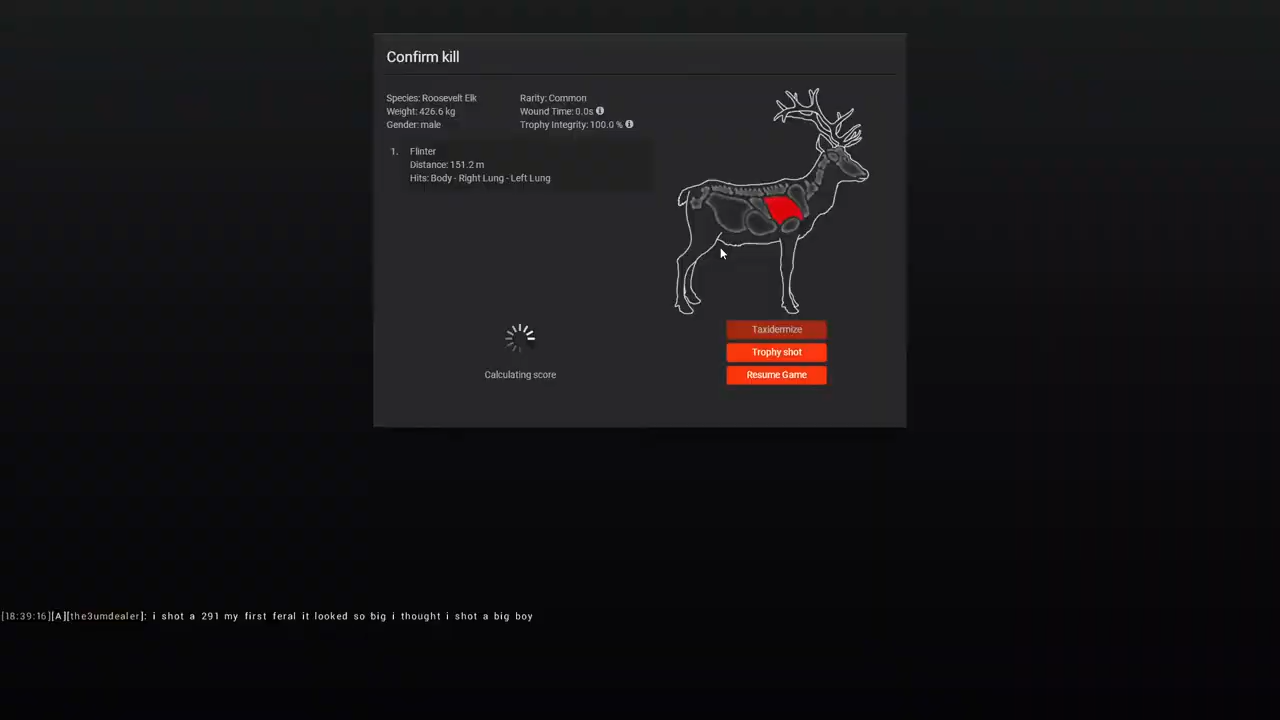 Confirm kill
Species: Roosevelt Elk
Weight: 426.6 kg
Gender: male
Rarity: Common
Wound Time: 0.0s
Trophy Integrity: 100.0 %
1. Flinter
Distance: 151.2 m
Hits: Body - Right Lung - Left Lung
Calculating score
Taxidermize
Trophy shot
Resume Game
[18:39:16][A][the3umdealer]: i shot a 291 my first feral it looked so big i thought i shot a big boy